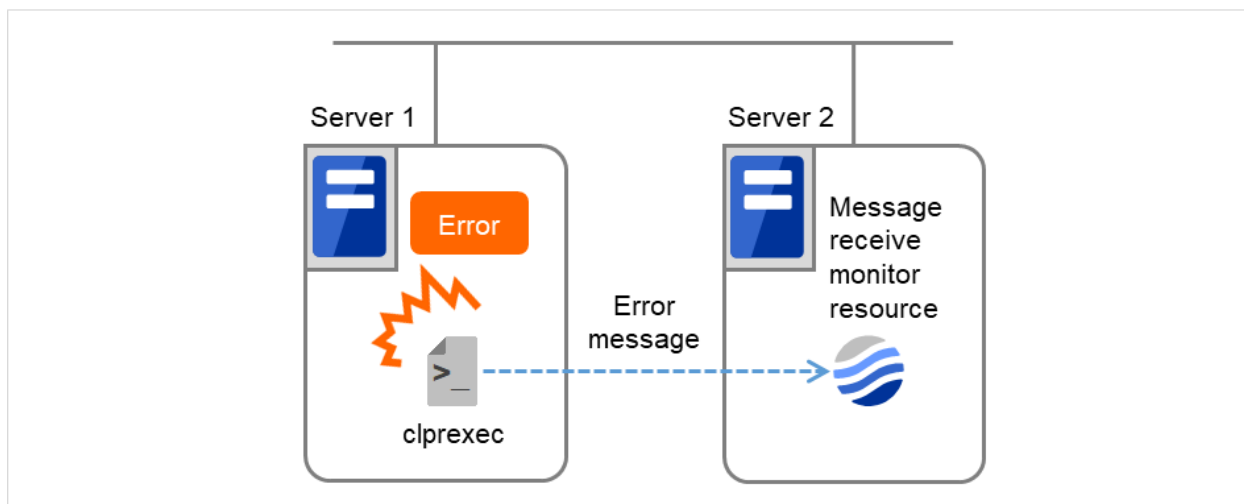 Server 1
Server 2
Error
Message
receive
monitor
resource
Error
message
>_
clprexec